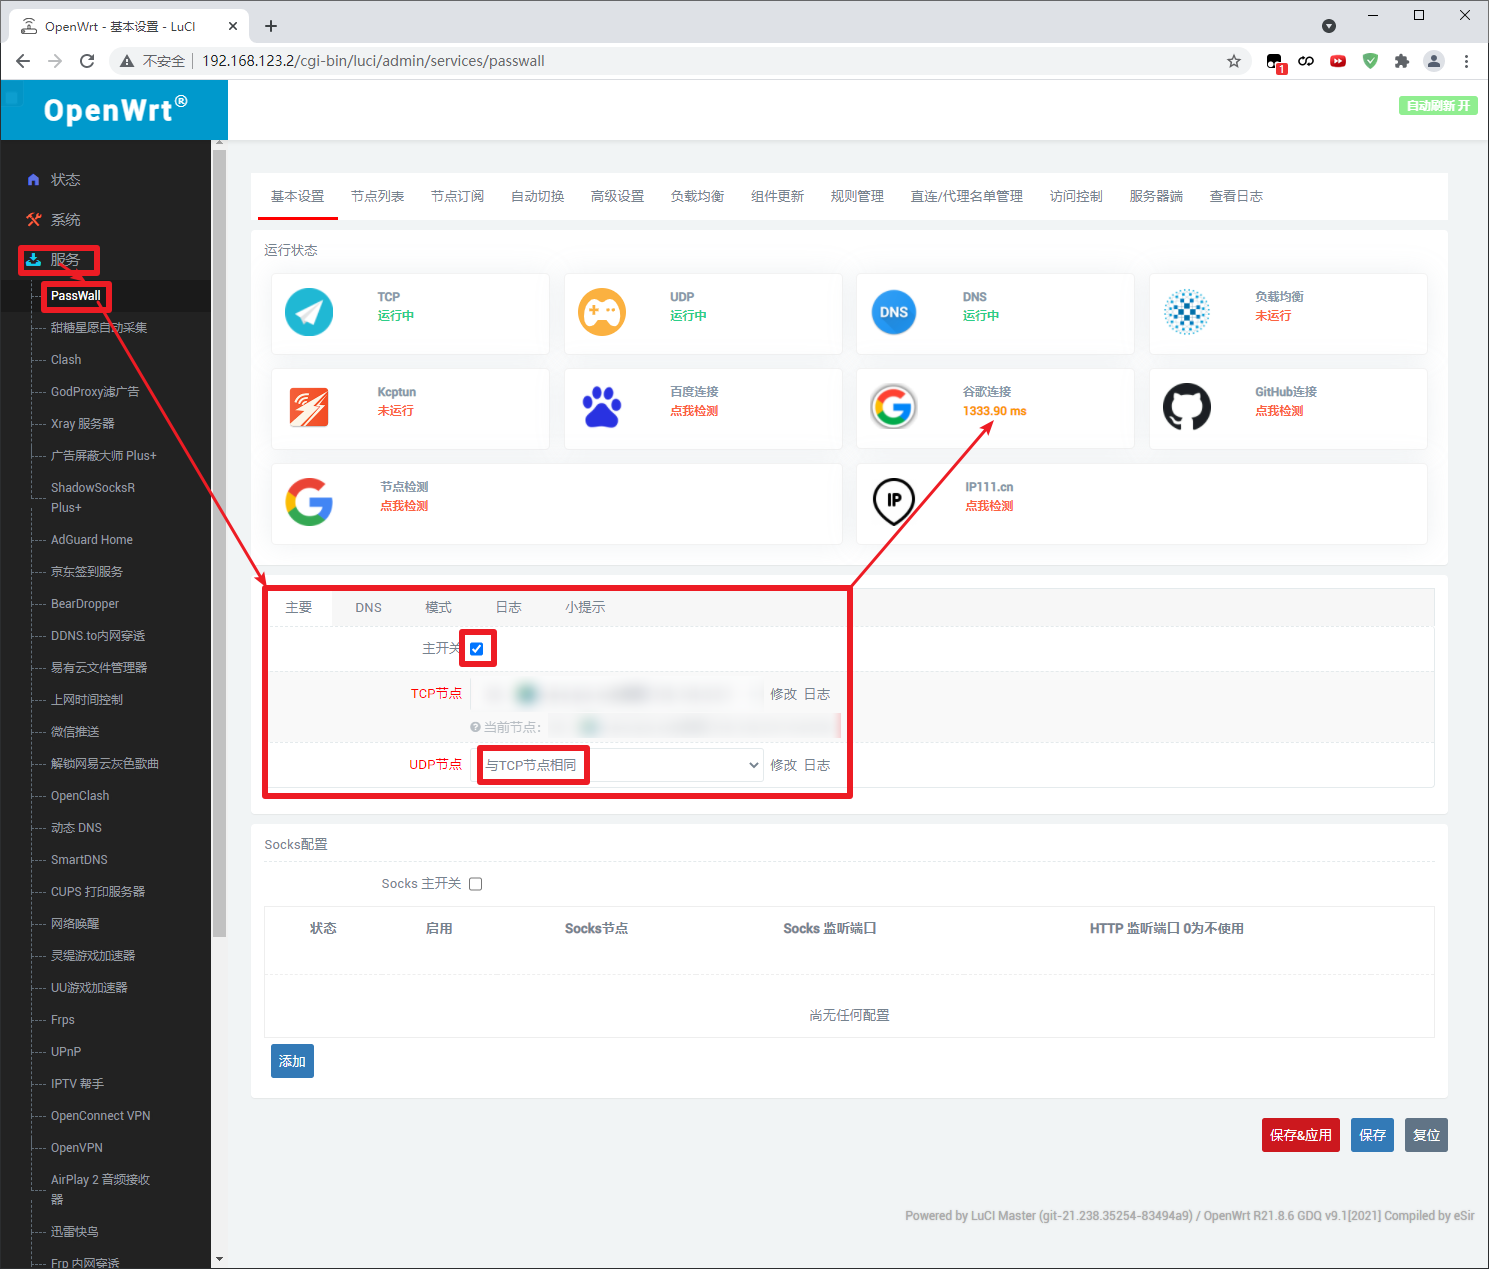 OpenWrt - 基本设置 - LuCI
不安全
192.168.123.2/cgi-bin/luci/admin/services/passwall
1
OpenWrt®
自动刷新 开
状态
系统
服务
PassWall
甜糖星愿自动采集
Clash
GodProxy滤广告
Xray 服务器
广告屏蔽大师 Plus+
ShadowSocksR
Plus+
AdGuard Home
京东签到服务
BearDropper
DDNS.to内网穿透
易有云文件管理器
上网时间控制
微信推送
解锁网易云灰色歌曲
OpenClash
动态 DNS
SmartDNS
CUPS 打印服务器
网络唤醒
灵缇游戏加速器
UU游戏加速器
Frps
UPnP
IPTV 帮手
OpenConnect VPN
OpenVPN
AirPlay 2 音频接收
器
迅雷快鸟
Frp 内网穿透
基本设置 节点列表 节点订阅 自动切换 高级设置 负载均衡 组件更新 规则管理 直连/代理名单管理 访问控制 服务器端 查看日志
运行状态
TCP
运行中
UDP
运行中
DNS
DNS
运行中
负载均衡
未运行
Kcptun
未运行
百度连接
点我检测
谷歌连接
1333.90 ms
GitHub连接
点我检测
节点检测
点我检测
IP
IP111.cn
点我检测
主要 DNS 模式 日志 小提示
主开关
TCP节点 修改 日志
当前节点:
UDP节点 与TCP节点相同 修改 日志
Socks配置
Socks 主开关
状态 启用 Socks节点 Socks 监听端口 HTTP 监听端口 0为不使用
尚无任何配置
添加
保存&应用 保存 复位
Powered by LuCI Master (git-21.238.35254-83494a9) / OpenWrt R21.8.6 GDQ v9.1[2021] Compiled by eSir